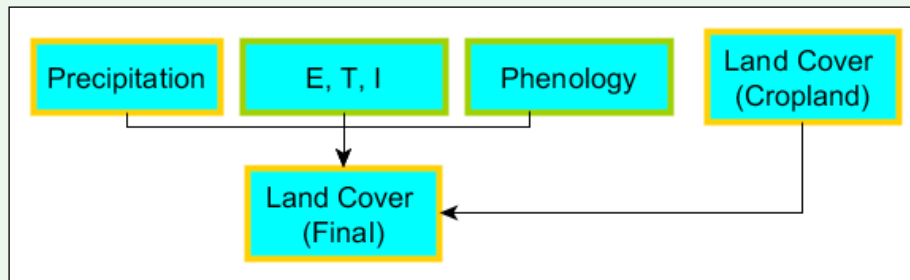 Precipitation
E, T, I
Phenology
Land Cover
(Cropland)
Land Cover
(Final)